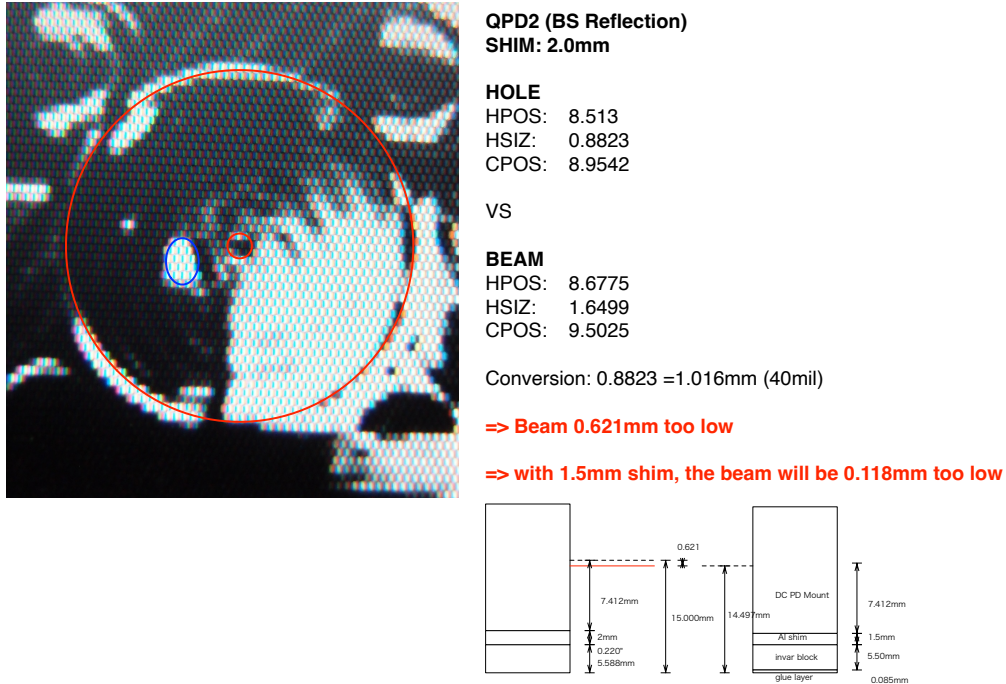 QPD2 (BS Reflection)
SHIM: 2.0mm
HOLE
HPOS: 8.513
HSIZ: 0.8823
CPOS: 8.9542
VS
BEAM
HPOS: 8.6775
HSIZ: 1.6499
CPOS: 9.5025
Conversion: 0.8823 =1.016mm (40mil)
=> Beam 0.621mm too low
=> with 1.5mm shim, the beam will be 0.118mm too low
0.621
7.412mm
2mm
0.220"
5.588mm
15.000mm
14.497mm
DC PD Mount
Al shim
invar block
glue layer
7.412mm
1.5mm
5.50mm
0.085mm